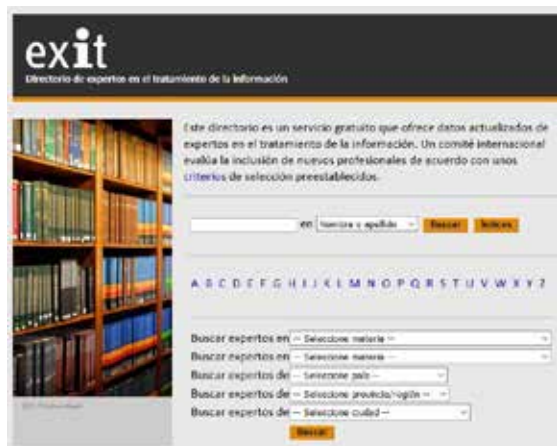 exit
Directorio de expertos en el tratamiento de la información
Este directorio es un servicio gratuito que ofrece datos actualizados de
expertos en el tratamiento de la información. Un comité internacional
evalúa la inclusión de nuevos profesionales de acuerdo con unos
criterios de selección preestablecidos.
en Nombre o apellido Buscar Índices
A B C D E F G H I J K L M N O P Q R S T U V W X Y Z
Buscar expertos en -- Seleccione materia --
Buscar expertos en -- Seleccione materia --
Buscar expertos de -- Seleccione país --
Buscar expertos de -- Seleccione provincia/región --
Buscar expertos de -- Seleccione ciudad --
Buscar